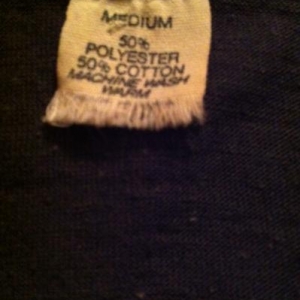 MEDIUM
50%
POLYESTER
50% COTTON
MACHINE WASH
WARM